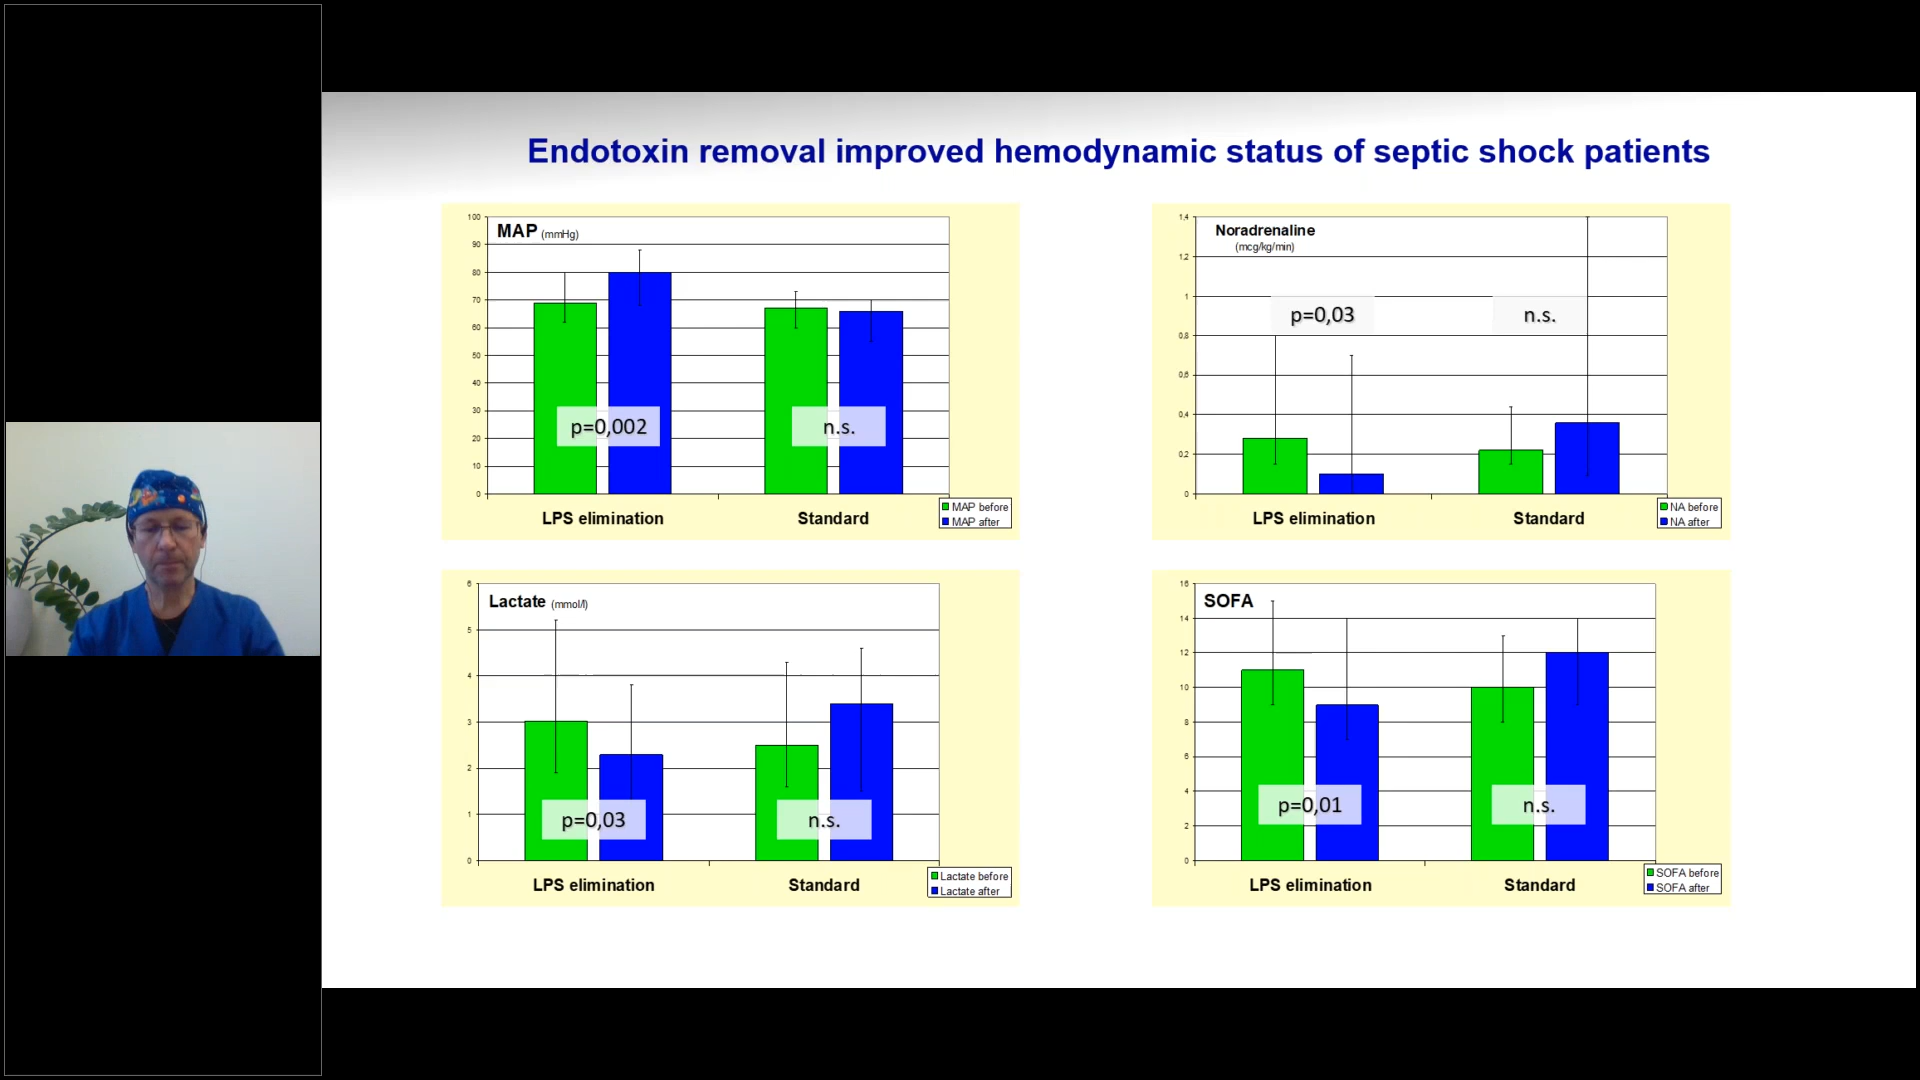 Endotoxin removal improved hemodynamic status of septic shock patients
MAP (mmHg)
100
90
80
70
60
50
40
30
20
10
0
p=0,002
n.s.
LPS elimination
Standard
MAP before
MAP after
Noradrenaline
(mcg/kg/min)
1,4
1,2
1
0,8
0,6
0,4
0,2
0
p=0,03
n.s.
LPS elimination
Standard
NA before
NA after
Lactate (mmol/l)
6
5
4
3
2
1
0
p=0,03
n.s.
LPS elimination
Standard
Lactate before
Lactate after
SOFA
16
14
12
10
8
6
4
2
0
p=0,01
n.s.
LPS elimination
Standard
SOFA before
SOFA after